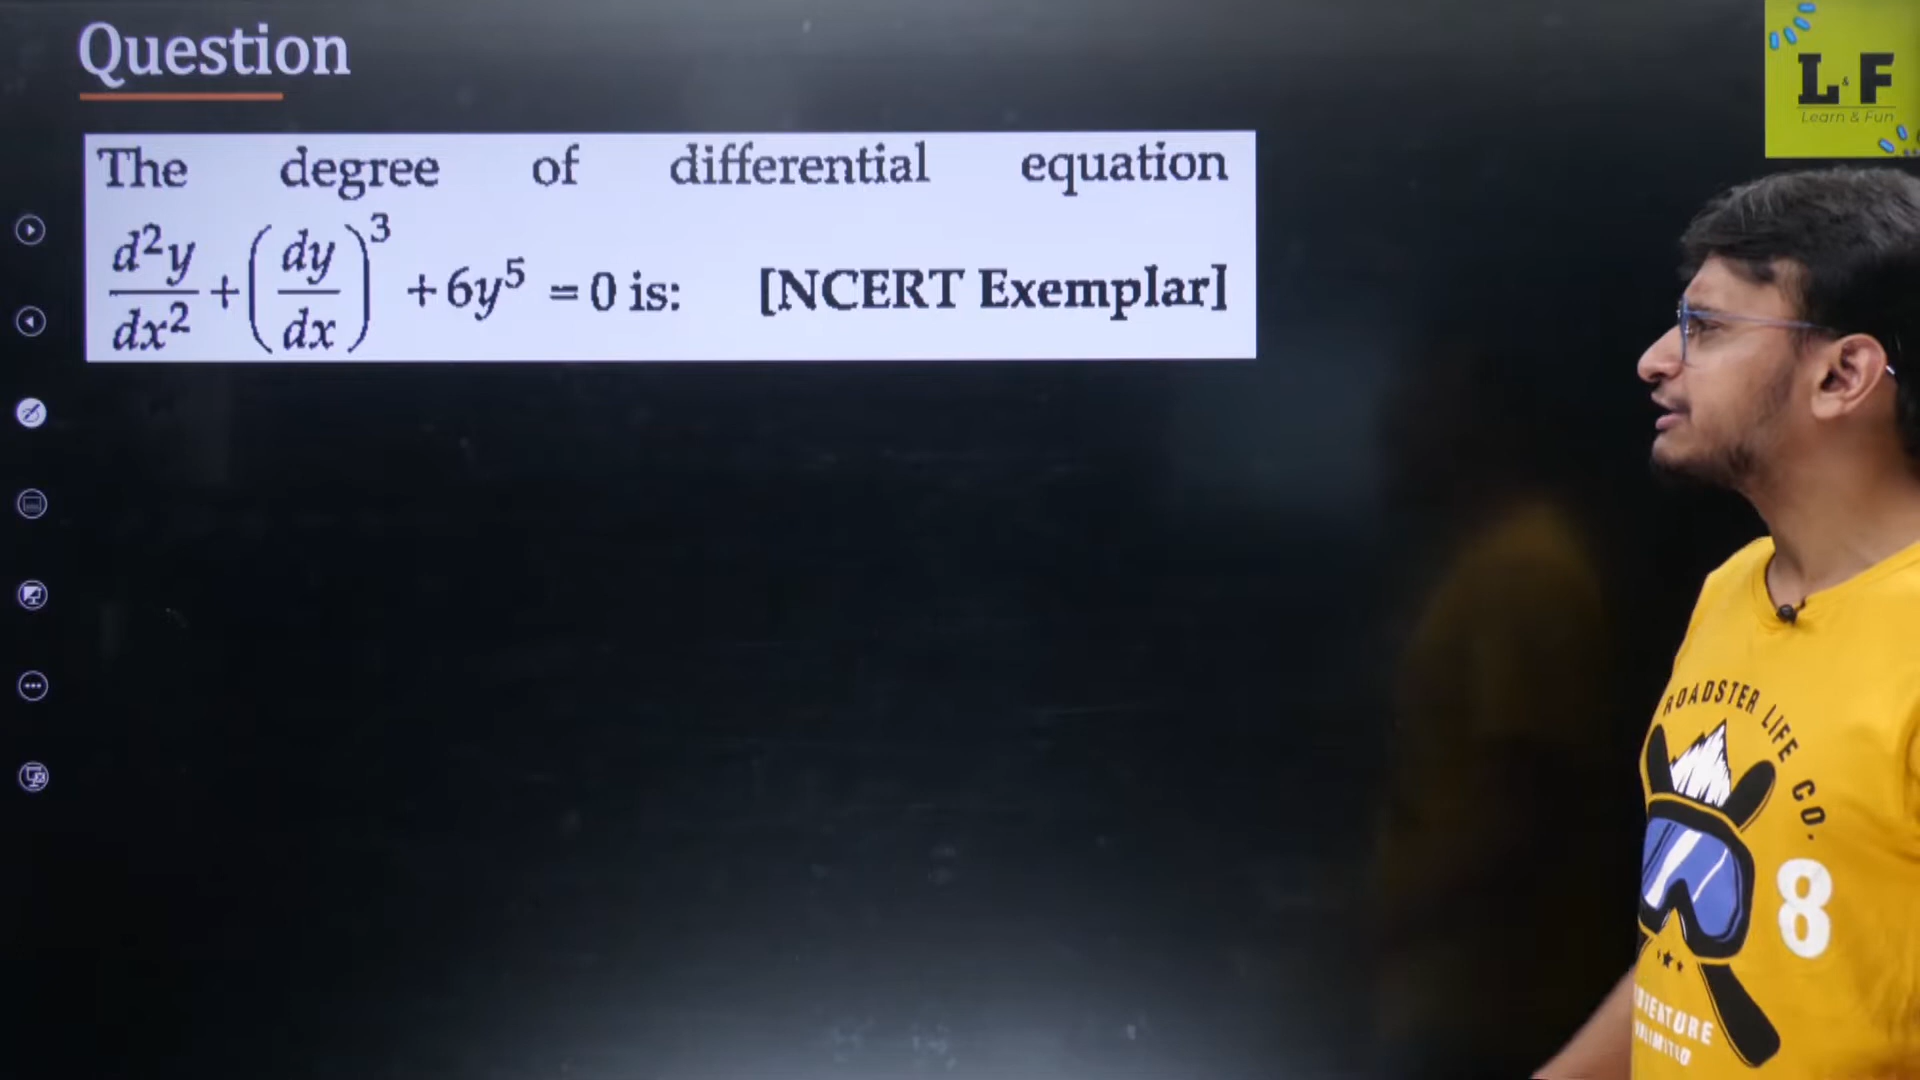 Question
L&F
Learn & Fun
The degree of differential equation
d²y/dx² + (dy/dx)³ + 6y⁵ = 0 is: [NCERT Exemplar]
ROADSTER LIFE CO.
8
UNLIMITED